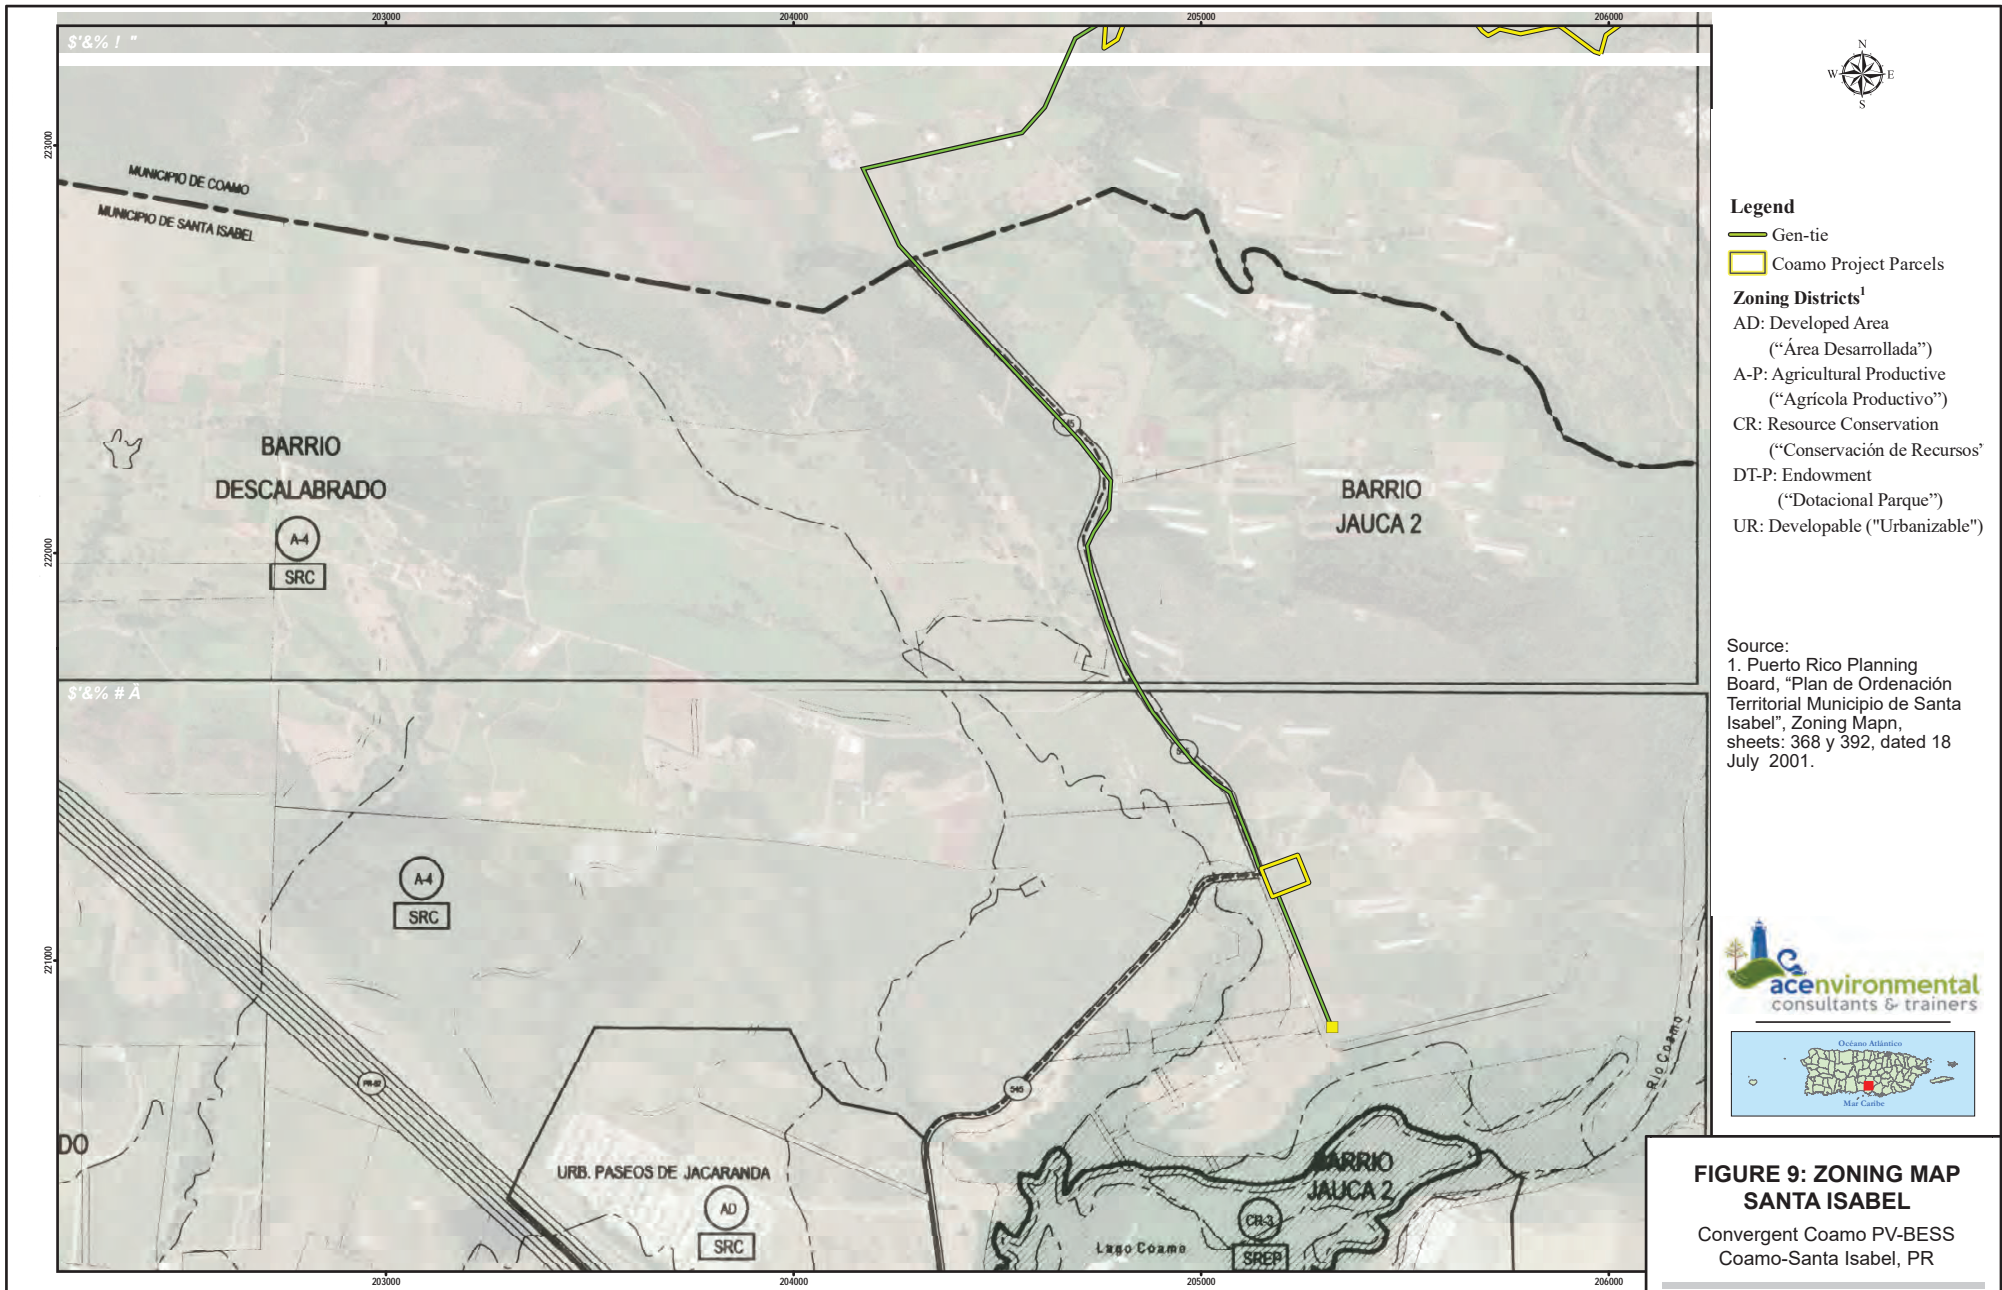 203000
204000
205000
206000
$'&% ! "
N
W
E
S
223000
MUNICIPIO DE COAMO
MUNICIPIO DE SANTA ISABEL
Legend
Gen-tie
Coamo Project Parcels
Zoning Districts1
AD: Developed Area
(“Área Desarrollada”)
A-P: Agricultural Productive
(“Agrícola Productivo”)
CR: Resource Conservation
(“Conservación de Recursos’
DT-P: Endowment
(“Dotacional Parque”)
UR: Developable ("Urbanizable")
BARRIO
DESCALABRADO
A-4
SRC
BARRIO
JAUCA 2
222000
Source:
1. Puerto Rico Planning
Board, “Plan de Ordenación
Territorial Municipio de Santa
Isabel”, Zoning Mapn,
sheets: 368 y 392, dated 18
July 2001.
$'&% # À
A-4
SRC
221000
acenvironmental
consultants & trainers
Océano Atlántico
Mar Caribe
Río Coamo
545
DO
URB. PASEOS DE JACARANDA
AD
SRC
BARRIO
JAUCA 2
CR-3
SREP
Lago Coamo
203000
204000
205000
206000
FIGURE 9: ZONING MAP
SANTA ISABEL
Convergent Coamo PV-BESS
Coamo-Santa Isabel, PR